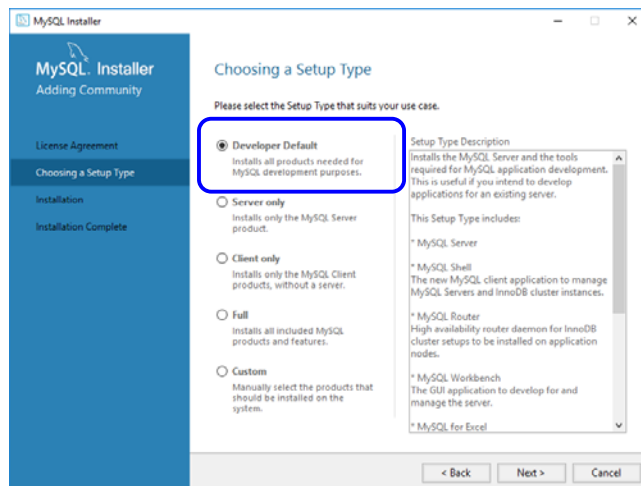 MySQL Installer
MySQL. Installer
Adding Community
License Agreement
Choosing a Setup Type
Installation
Installation Complete
Choosing a Setup Type
Please select the Setup Type that suits your use case.
Developer Default
Installs all products needed for
MySQL development purposes.
Server only
Installs only the MySQL Server
product.
Client only
Installs only the MySQL Client
products, without a server.
Full
Installs all included MySQL
products and features.
Custom
Manually select the products that
should be installed on the
system.
Setup Type Description
Installs the MySQL Server and the tools
required for MySQL application development.
This is useful if you intend to develop
applications for an existing server.
This Setup Type includes:
* MySQL Server
* MySQL Shell
The new MySQL client application to manage
MySQL Servers and InnoDB cluster instances.
* MySQL Router
High availability router daemon for InnoDB
cluster setups to be installed on application
nodes.
* MySQL Workbench
The GUI application to develop for and
manage the server.
* MySQL for Excel
< Back
Next >
Cancel